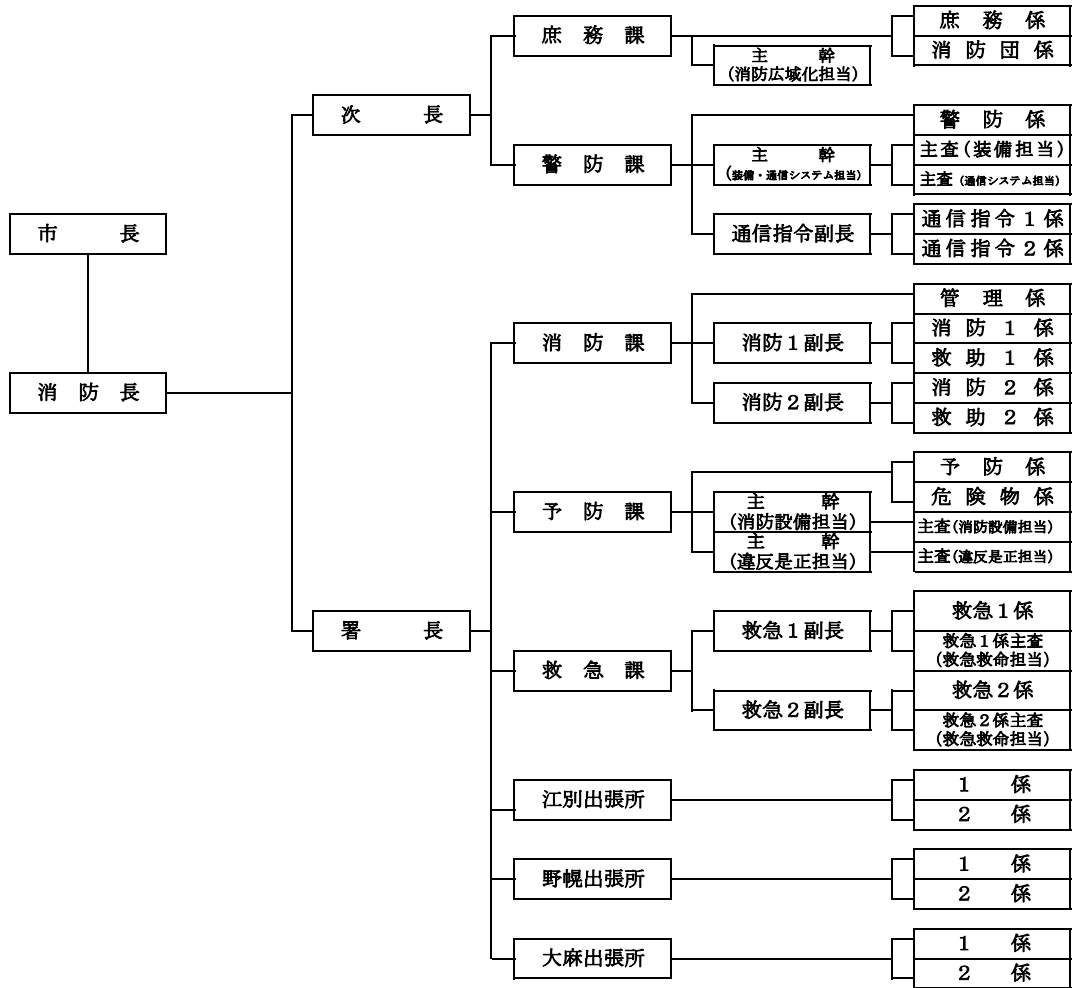 庶務課
庶務係
消防団係
主幹
(消防広域化担当)
次長
警防課
警防係
主幹
(装備・通信システム担当)
主査(装備担当)
主査(通信システム担当)
通信指令副長
通信指令1係
通信指令2係
市長
消防長
消防課
管理係
消防1副長
消防1係
救助1係
消防2副長
消防2係
救助2係
予防課
予防係
危険物係
主幹
(消防設備担当)
主査(消防設備担当)
主幹
(違反是正担当)
主査(違反是正担当)
署長
救急課
救急1副長
救急1係
救急1係主査
(救急救命担当)
救急2副長
救急2係
救急2係主査
(救急救命担当)
江別出張所
1係
2係
野幌出張所
1係
2係
大麻出張所
1係
2係